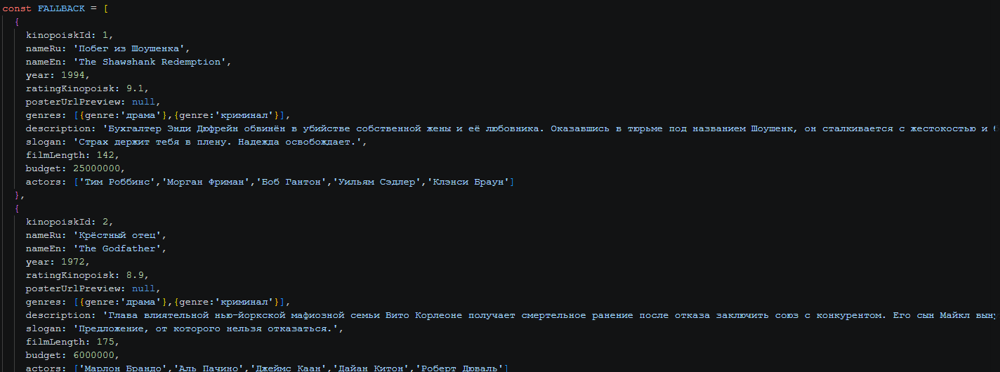 const FALLBACK = [
{
kinopoiskId: 1,
nameRu: 'Побег из Шоушенка',
nameEn: 'The Shawshank Redemption',
year: 1994,
ratingKinopoisk: 9.1,
posterUrlPreview: null,
genres: [{genre:'драма'},{genre:'криминал'}],
description: 'Бухгалтер Энди Дюфрейн обвинён в убийстве собственной жены и её любовника. Оказавшись в тюрьме под названием Шоушенк, он сталкивается с жестокостью и
slogan: 'Страх держит тебя в плену. Надежда освобождает.',
filmLength: 142,
budget: 25000000,
actors: ['Тим Роббинс','Морган Фриман','Боб Гантон','Уильям Сэдлер','Клэнси Браун']
},
{
kinopoiskId: 2,
nameRu: 'Крёстный отец',
nameEn: 'The Godfather',
year: 1972,
ratingKinopoisk: 8.9,
posterUrlPreview: null,
genres: [{genre:'драма'},{genre:'криминал'}],
description: 'Глава влиятельной нью-йоркской мафиозной семьи Вито Корлеоне получает смертельное ранение после отказа заключить союз с конкурентом. Его сын Майкл
slogan: 'Предложение, от которого нельзя отказаться.',
filmLength: 175,
budget: 6000000,
actors: ['Марлон Брандо','Аль Пачино','Джеймс Каан','Дайан Китон','Роберт Дюваль']